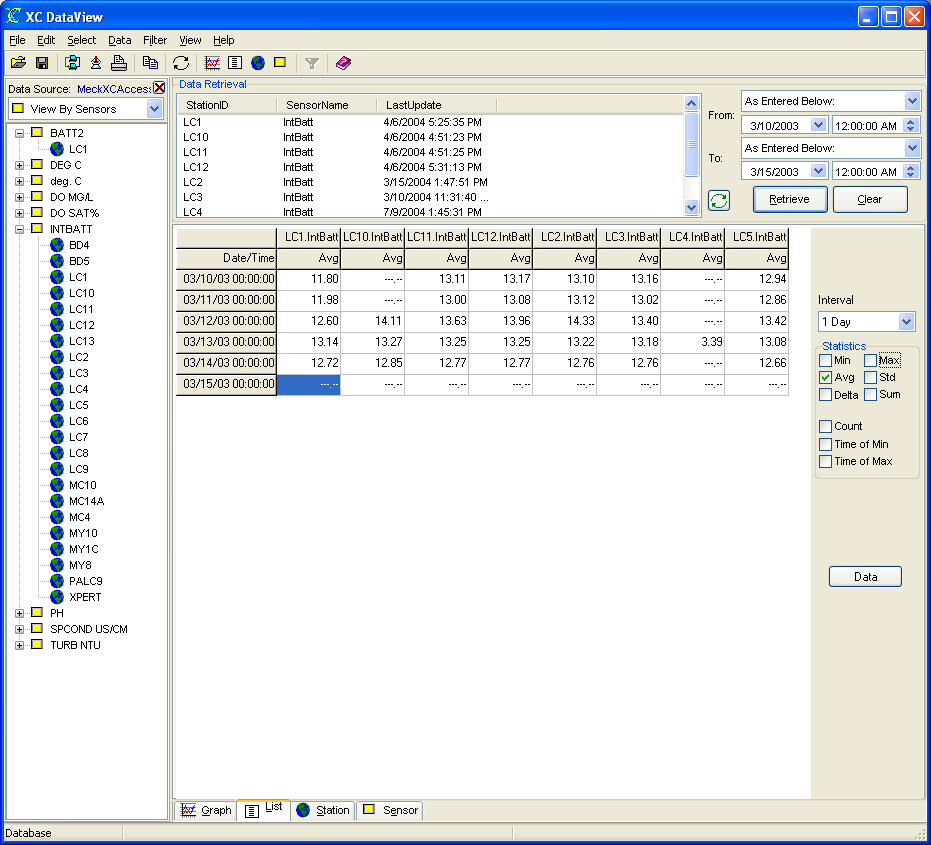 XC DataView
File Edit Select Data Filter View Help
Data Source: MeckXCAccess
View By Sensors
BATT2
LC1
DEG C
deg. C
DO MG/L
DO SAT%
INTBATT
BD4
BD5
LC1
LC10
LC11
LC12
LC13
LC2
LC3
LC4
LC5
LC6
LC7
LC8
LC9
MC10
MC14A
MC4
MY10
MY1C
MY8
PALC9
XPERT
PH
SPCOND US/CM
TURB NTU
Data Retrieval
StationID SensorName LastUpdate
LC1 IntBatt 4/6/2004 5:25:35 PM
LC10 IntBatt 4/6/2004 4:51:23 PM
LC11 IntBatt 4/6/2004 4:51:25 PM
LC12 IntBatt 4/6/2004 5:31:13 PM
LC2 IntBatt 3/15/2004 1:47:51 PM
LC3 IntBatt 3/10/2004 11:31:40 ...
LC4 IntBatt 7/9/2004 1:45:31 PM
From:
As Entered Below:
3/10/2003 12:00:00 AM
To:
As Entered Below:
3/15/2003 12:00:00 AM
Retrieve Clear
LC1.IntBatt LC10.IntBatt LC11.IntBatt LC12.IntBatt LC2.IntBatt LC3.IntBatt LC4.IntBatt LC5.IntBatt
Date/Time Avg Avg Avg Avg Avg Avg Avg Avg
03/10/03 00:00:00 11.80 ---.-- 13.11 13.17 13.10 13.16 ---.-- 12.94
03/11/03 00:00:00 11.98 ---.-- 13.00 13.08 13.12 13.02 ---.-- 12.86
03/12/03 00:00:00 12.60 14.11 13.63 13.96 14.33 13.40 ---.-- 13.42
03/13/03 00:00:00 13.14 13.27 13.25 13.25 13.22 13.18 3.39 13.08
03/14/03 00:00:00 12.72 12.85 12.77 12.77 12.76 12.76 ---.-- 12.66
03/15/03 00:00:00 ---.-- ---.-- ---.-- ---.-- ---.-- ---.-- ---.-- ---.--
Interval
1 Day
Statistics
Min Max
Avg Std
Delta Sum
Count
Time of Min
Time of Max
Data
Graph List Station Sensor
Database